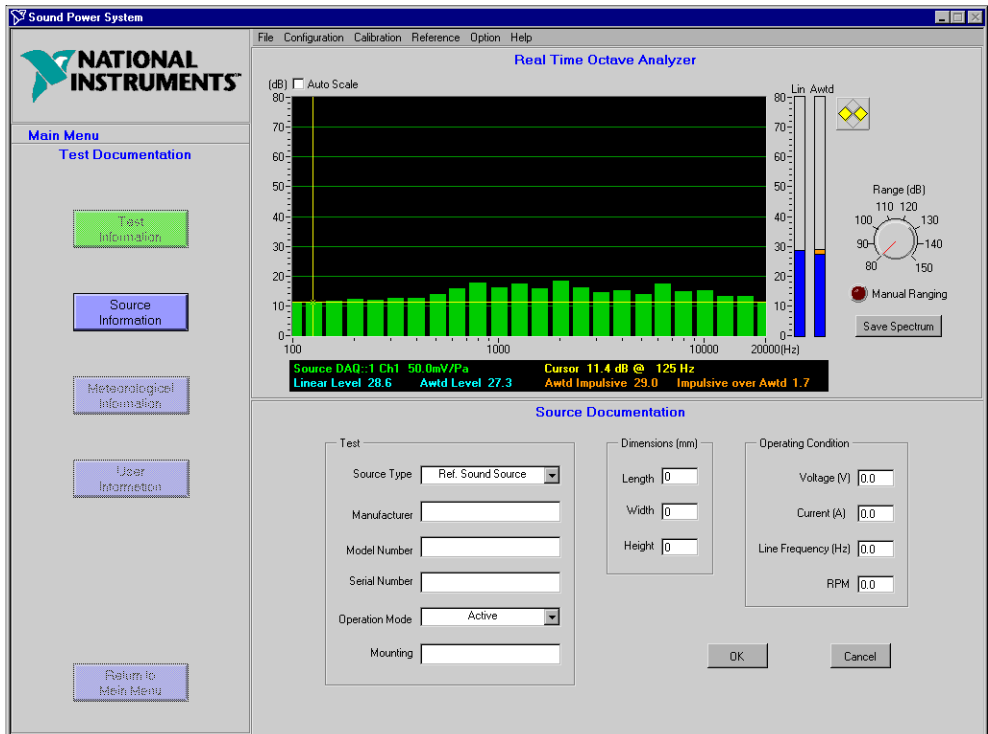 Sound Power System
NATIONAL
INSTRUMENTS
File Configuration Calibration Reference Option Help
Main Menu
Test Documentation
Test
Information
Source
Information
Meteorological
Information
User
Information
Return to
Main Menu
Real Time Octave Analyzer
(dB) Auto Scale
80
70
60
50
40
30
20
10
0
100 1000 10000 20000(Hz)
Lin Awtd
80
70
60
50
40
30
20
10
0
Range (dB)
110 120
100 130
90 140
80 150
Manual Ranging
Save Spectrum
Source DAQ::1 Ch1 50.0mV/Pa Cursor 11.4 dB @ 125 Hz
Linear Level 28.6 Awtd Level 27.3 Awtd Impulsive 29.0 Impulsive over Awtd 1.7
Source Documentation
Test
Source Type Ref. Sound Source
Manufacturer
Model Number
Serial Number
Operation Mode Active
Mounting
Dimensions (mm)
Length 0
Width 0
Height 0
Operating Condition
Voltage (V) 0.0
Current (A) 0.0
Line Frequency (Hz) 0.0
RPM 0.0
OK Cancel